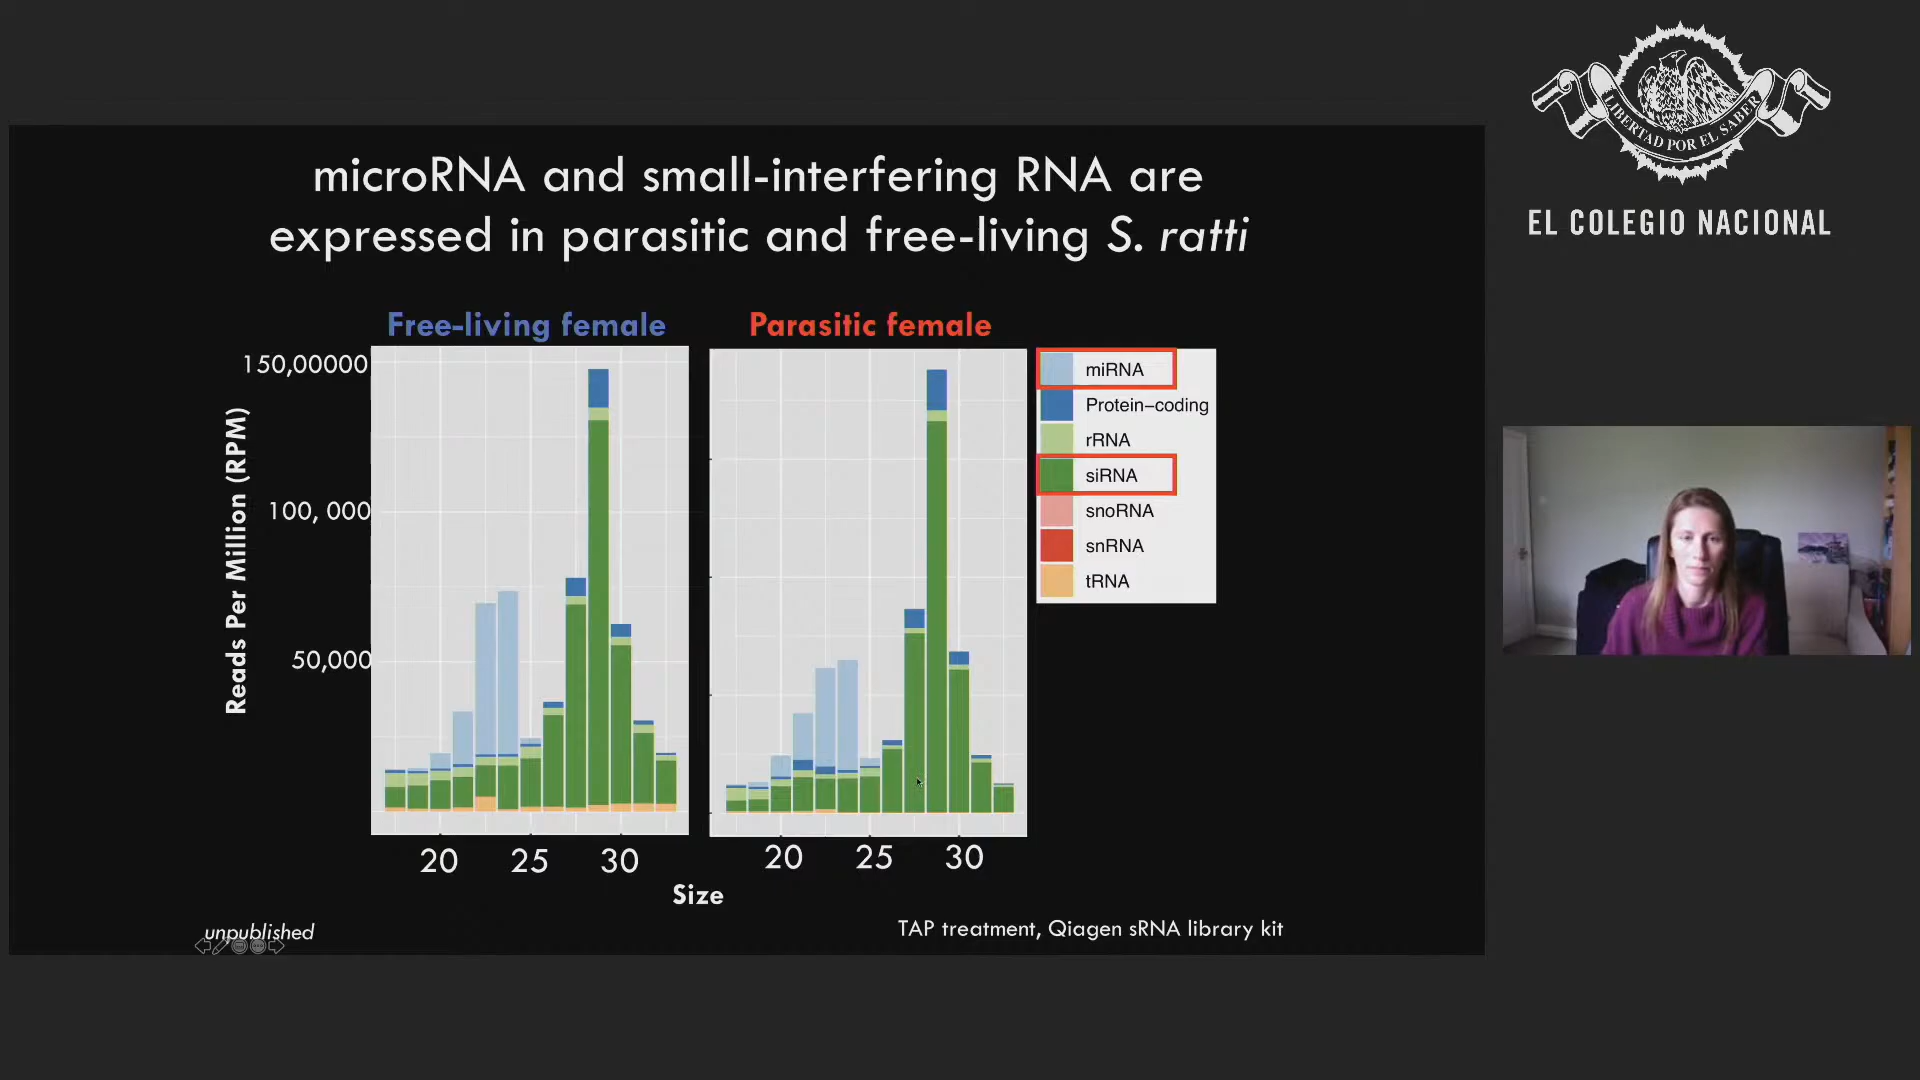 LIBERTAD POR EL SABER
EL COLEGIO NACIONAL
microRNA and small-interfering RNA are
expressed in parasitic and free-living S. ratti
Free-living female
Parasitic female
Reads Per Million (RPM)
150,00000
100, 000
50,000
miRNA
Protein–coding
rRNA
siRNA
snoRNA
snRNA
tRNA
20 25 30
20 25 30
Size
unpublished
TAP treatment, Qiagen sRNA library kit